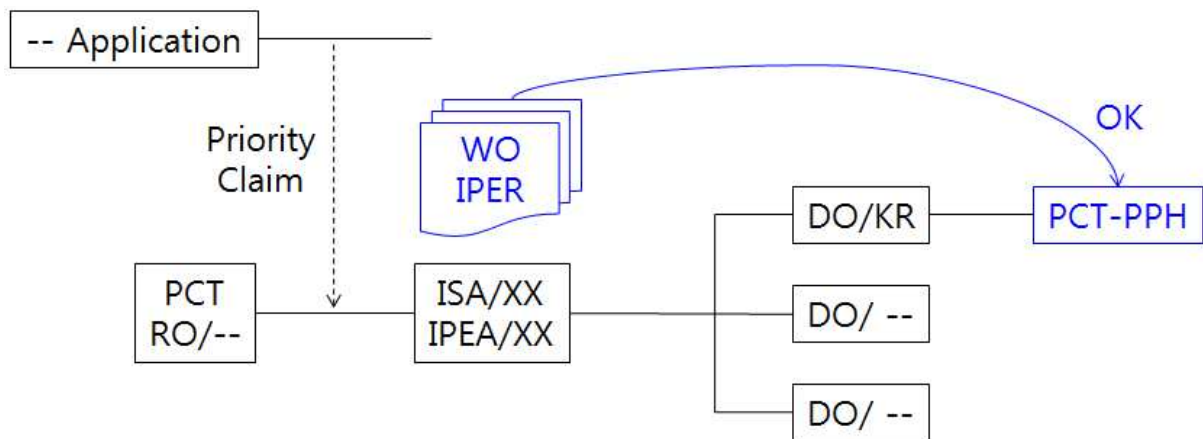 -- Application
Priority
Claim
WO
IPER
OK
DO/KR
PCT-PPH
PCT
RO/--
ISA/XX
IPEA/XX
DO/ --
DO/ --